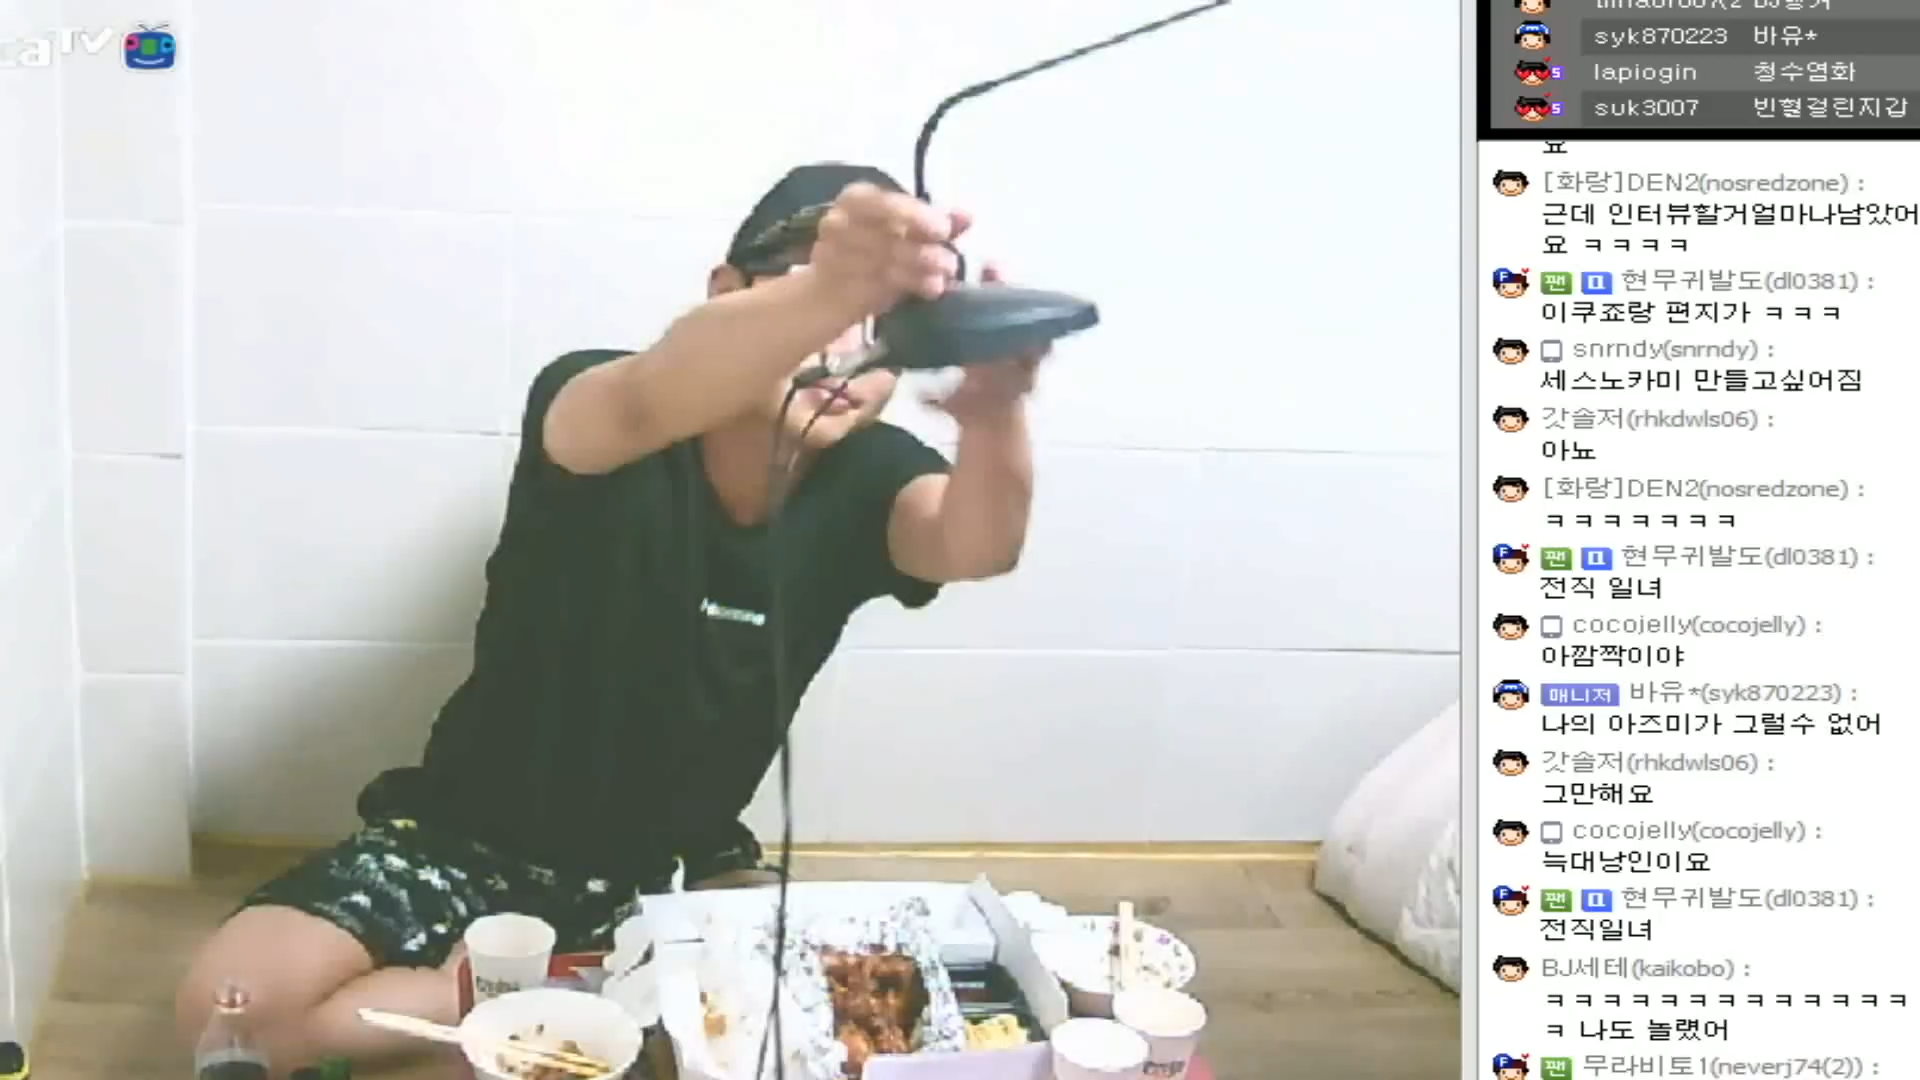 caTV
syk870223 바유*
lapiogin 청수염화
suk3007 빈혈걸린지갑
요
[화랑]DEN2(nosredzone) :
근데 인터뷰할거얼마나남았어
요 ㅋㅋㅋㅋ
팬 현무귀발도(dl0381) :
이쿠죠랑 편지가 ㅋㅋㅋ
snrndy(snrndy) :
세스노카미 만들고싶어짐
갓솔저(rhkdwls06) :
아뇨
[화랑]DEN2(nosredzone) :
ㅋㅋㅋㅋㅋㅋㅋ
팬 현무귀발도(dl0381) :
전직 일녀
cocojelly(cocojelly) :
아깜짝이야
매니저 바유*(syk870223) :
나의 아즈미가 그럴수 없어
갓솔저(rhkdwls06) :
그만해요
cocojelly(cocojelly) :
늑대낭인이요
팬 현무귀발도(dl0381) :
전직일녀
BJ세테(kaikobo) :
ㅋㅋㅋㅋㅋㅋㅋㅋㅋㅋㅋㅋㅋ
ㅋ 나도 놀렸어
팬 무라비토1(neverj74(2)) :